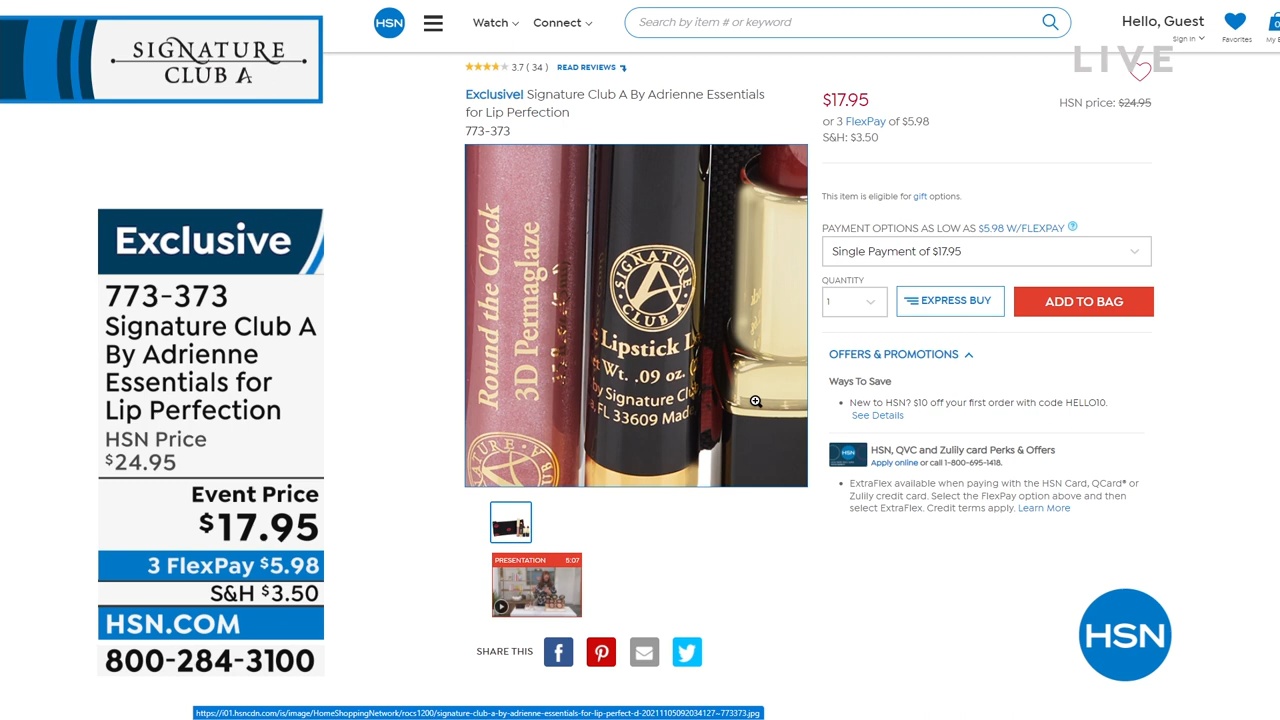 SIGNATURE
CLUB A
Exclusive
773-373
Signature Club A
By Adrienne
Essentials for
Lip Perfection
HSN Price
$24.95
Event Price
$17.95
3 FlexPay $5.98
S&H $3.50
HSN.COM
800-284-3100
HSN
Watch
Connect
Search by item # or keyword
Hello, Guest
Sign In
Favorites
0
My B
LIVE
3.7 ( 34 )
READ REVIEWS
Exclusive! Signature Club A By Adrienne Essentials
for Lip Perfection
773-373
Round the Clock
3D Permaglaze
SIGNATURE
CLUB A
SIGNATURE
A
CLUB A
Lipstick L
t Wt. .09 oz.
by Signature Clu
a, FL 33609 Mad
PRESENTATION 5:07
SHARE THIS
$17.95
HSN price: $24.95
or 3 FlexPay of $5.98
S&H: $3.50
This item is eligible for gift options.
PAYMENT OPTIONS AS LOW AS $5.98 W/FLEXPAY
Single Payment of $17.95
QUANTITY
1
EXPRESS BUY
ADD TO BAG
OFFERS & PROMOTIONS
Ways To Save
New to HSN? $10 off your first order with code HELLO10.
See Details
HSN, QVC and Zulily card Perks & Offers
Apply online or call 1-800-695-1418.
ExtraFlex available when paying with the HSN Card, QCard® or
Zulily credit card. Select the FlexPay option above and then
select ExtraFlex. Credit terms apply. Learn More
HSN
https://i01.hsncdn.com/is/image/HomeShoppingNetwork/rocs1200/signature-club-a-by-adrienne-essentials-for-lip-perfect-d-20211105092034127~773373.jpg